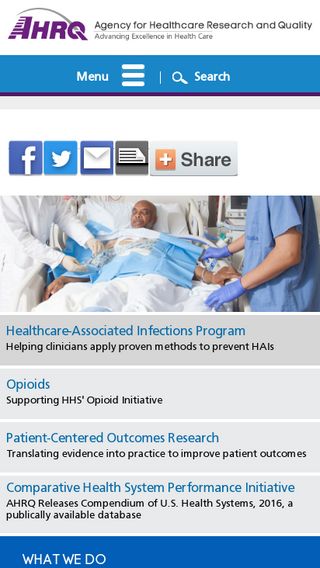 AHRQ
Agency for Healthcare Research and Quality
Advancing Excellence in Health Care
Menu
Search
Share
Healthcare-Associated Infections Program
Helping clinicians apply proven methods to prevent HAIs
Opioids
Supporting HHS' Opioid Initiative
Patient-Centered Outcomes Research
Translating evidence into practice to improve patient outcomes
Comparative Health System Performance Initiative
AHRQ Releases Compendium of U.S. Health Systems, 2016, a
publically available database
WHAT WE DO